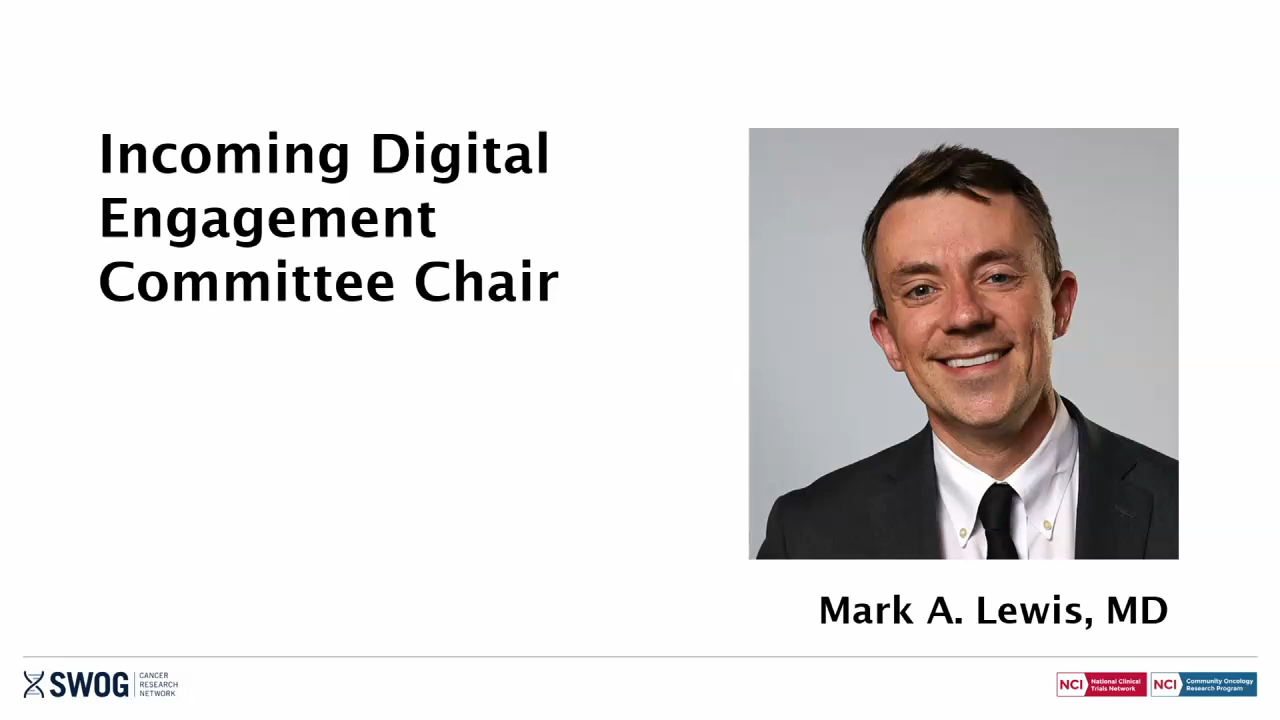 Incoming Digital
Engagement
Committee Chair
Mark A. Lewis, MD
SWOG
CANCER
RESEARCH
NETWORK
NCI
National Clinical
Trials Network
NCI
Community Oncology
Research Program